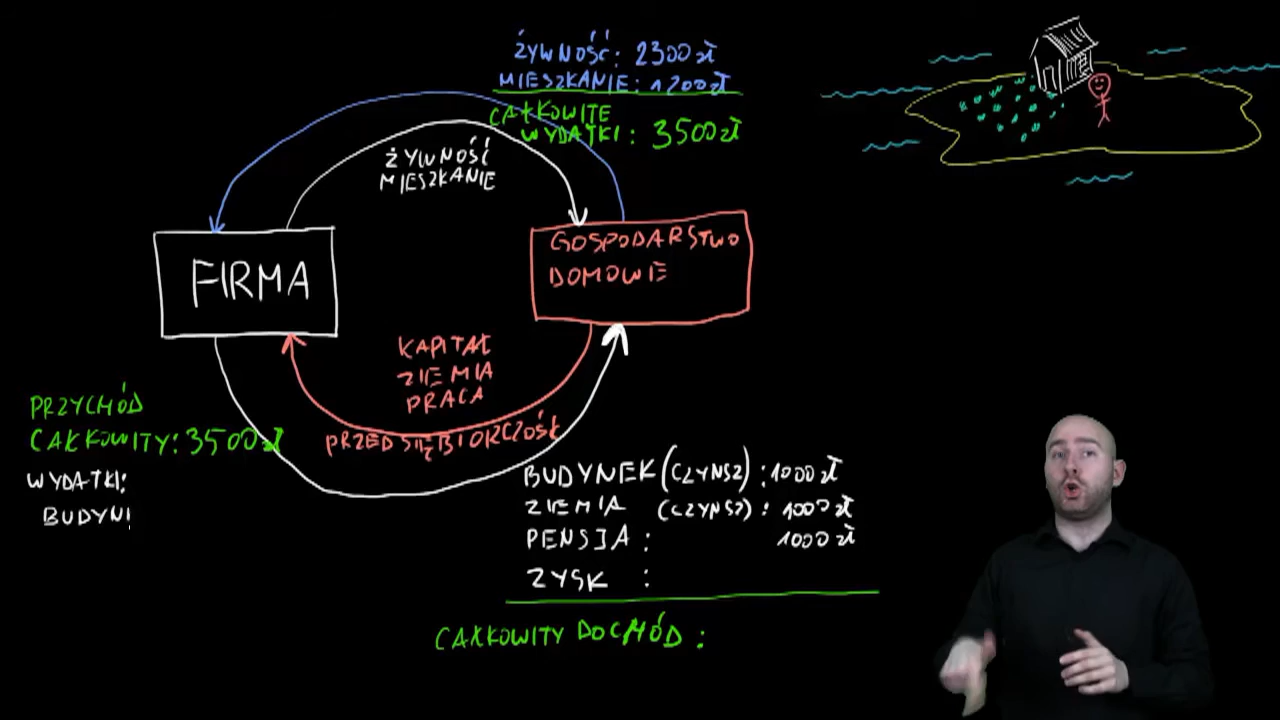 ŻYWNOŚĆ: 2300 zł
MIESZKANIE: 1200 zł
CAŁKOWITE
WYDATKI: 3500 zł
ŻYWNOŚĆ
MIESZKANIE
FIRMA
GOSPODARSTWO
DOMOWE
KAPITAŁ
ZIEMIA
PRACA
PRZEDSIĘBIORCZOŚĆ
PRZYCHÓD
CAŁKOWITY: 3500 zł
WYDATKI:
BUDYN
BUDYNEK (CZYNSZ): 1000 zł
ZIEMIA (CZYNSZ): 1000 zł
PENSJA: 1000 zł
ZYSK :
CAŁKOWITY DOCHÓD :